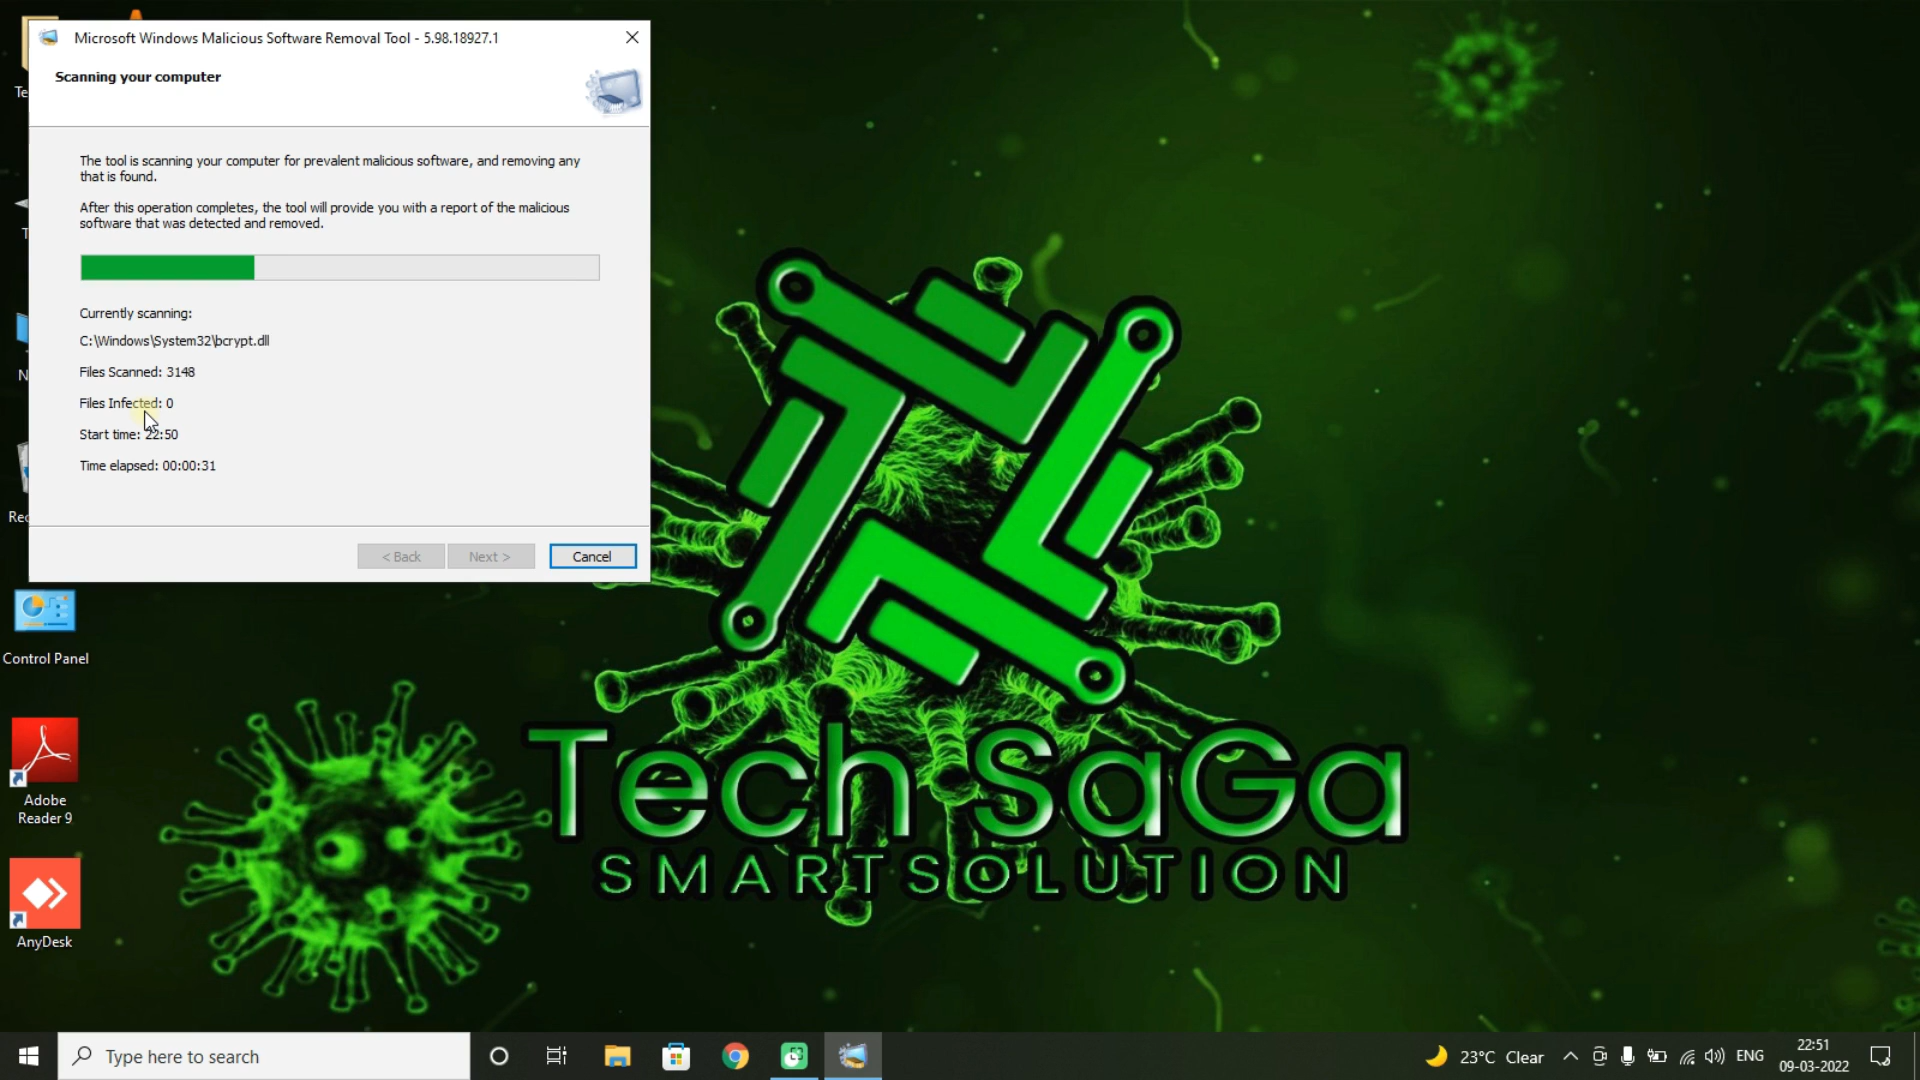 Microsoft Windows Malicious Software Removal Tool - 5.98.18927.1
Scanning your computer
The tool is scanning your computer for prevalent malicious software, and removing any
that is found.
After this operation completes, the tool will provide you with a report of the malicious
software that was detected and removed.
Currently scanning:
C:\Windows\System32\bcrypt.dll
Files Scanned: 3148
Files Infected: 0
Start time: 22:50
Time elapsed: 00:00:31
< Back
Next >
Cancel
Control Panel
Adobe
Reader 9
AnyDesk
Tech SaGa
SMARTSOLUTION
Type here to search
23°C Clear
ENG
22:51
09-03-2022